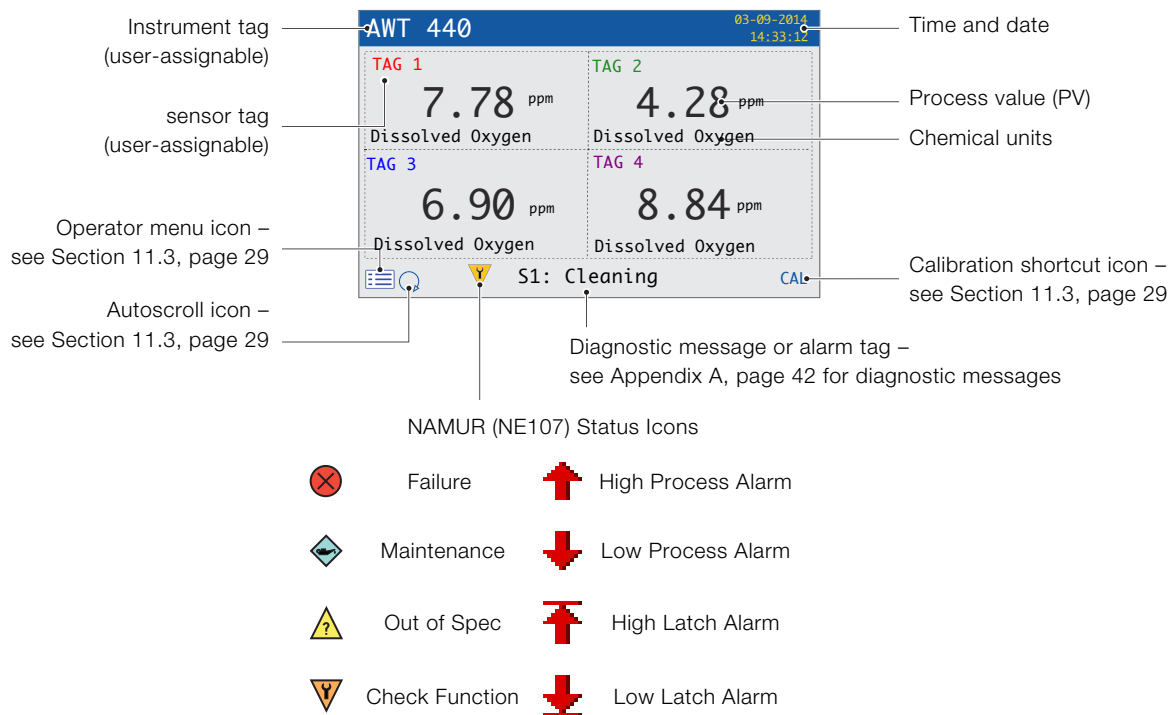 Instrument tag
(user-assignable)
sensor tag
(user-assignable)
Operator menu icon –
see Section 11.3, page 29
Autoscroll icon –
see Section 11.3, page 29
AWT 440
03-09-2014
14:33:12
TAG 1
7.78 ppm
Dissolved Oxygen
TAG 2
4.28 ppm
Dissolved Oxygen
TAG 3
6.90 ppm
Dissolved Oxygen
TAG 4
8.84 ppm
Dissolved Oxygen
S1: Cleaning
CAL
Time and date
Process value (PV)
Chemical units
Calibration shortcut icon –
see Section 11.3, page 29
Diagnostic message or alarm tag –
see Appendix A, page 42 for diagnostic messages
NAMUR (NE107) Status Icons
Failure
High Process Alarm
Maintenance
Low Process Alarm
?
Out of Spec
High Latch Alarm
Check Function
Low Latch Alarm